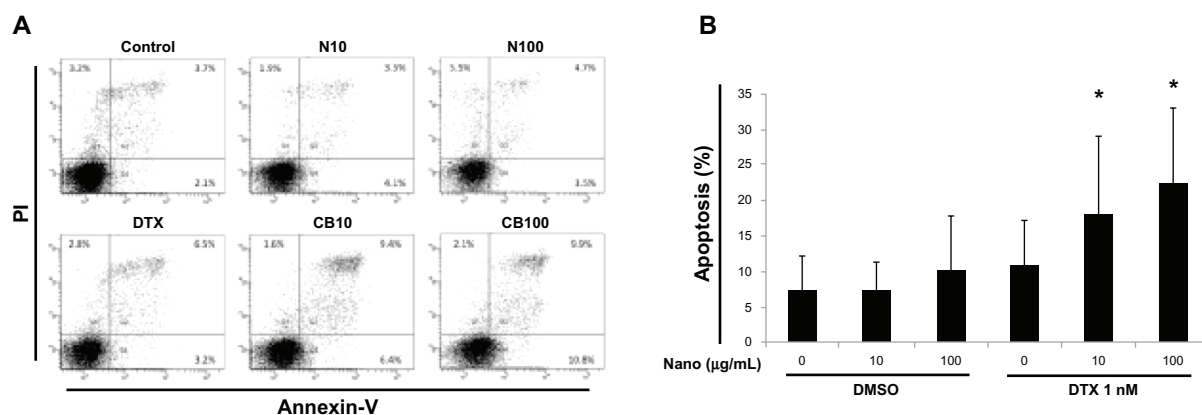 A
Control
N10
N100
3.2%
3.7%
1.9%
3.5%
4.7%
2.1%
4.1%
3.5%
DTX
CB10
CB100
2.8%
6.5%
1.6%
9.4%
2.1%
9.9%
3.2%
6.4%
10.8%
PI
Annexin-V
B
* *
35
30
25
20
15
10
5
0
Apoptosis (%)
Nano (µg/mL) 0 10 100 0 10 100
DMSO DTX 1 nM